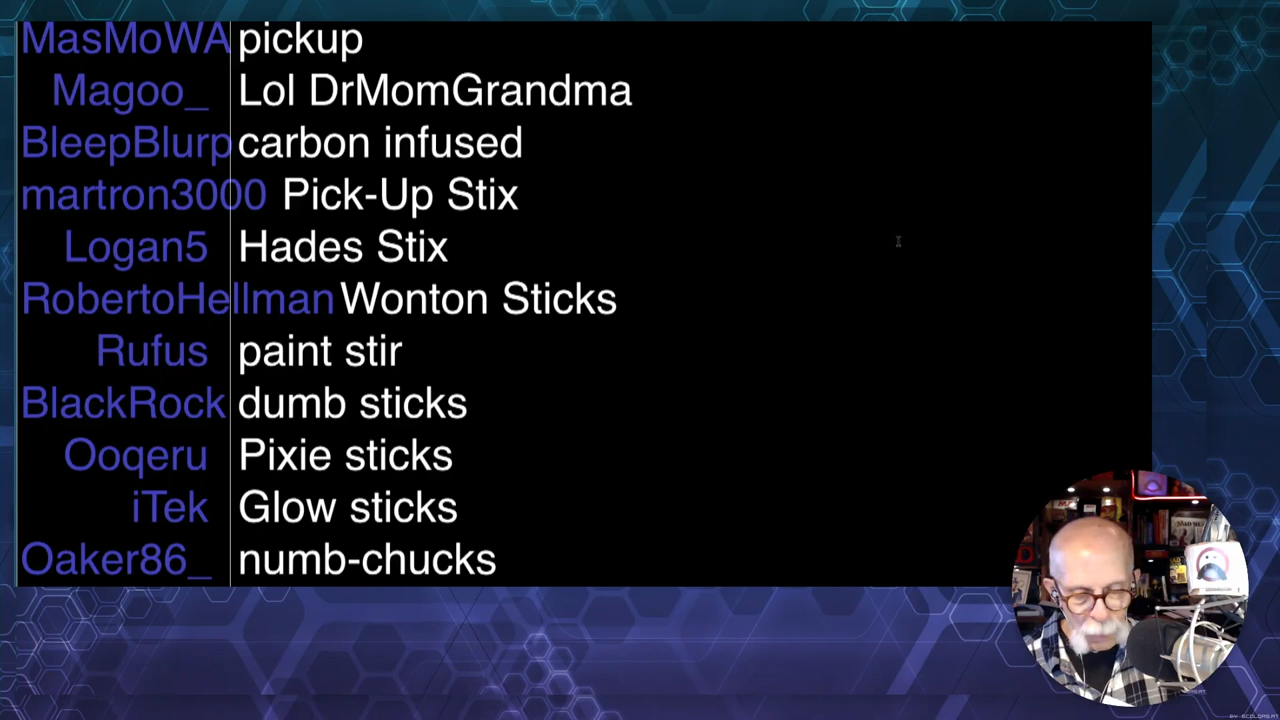 MasMoWA pickup
Magoo_ Lol DrMomGrandma
BleepBlurp carbon infused
martron3000 Pick-Up Stix
Logan5 Hades Stix
RobertoHellman Wonton Sticks
Rufus paint stir
BlackRock dumb sticks
Ooqeru Pixie sticks
iTek Glow sticks
Oaker86_ numb-chucks